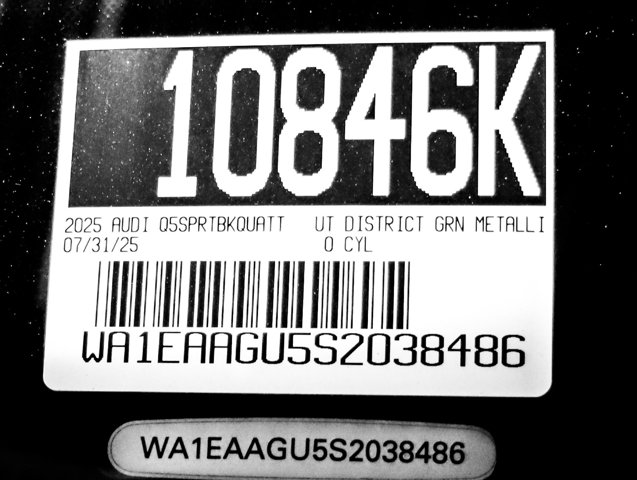 10846K
2025 AUDI Q5SPRTBKQUATT UT DISTRICT GRN METALLI
07/31/25 0 CYL
WA1EAAGU5S2038486
WA1EAAGU5S2038486